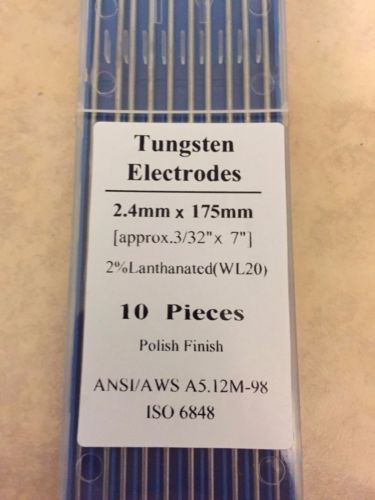 Tungsten
Electrodes
2.4mm x 175mm
[approx.3/32"x 7"]
2%Lanthanated(WL20)
10 Pieces
Polish Finish
ANSI/AWS A5.12M-98
ISO 6848